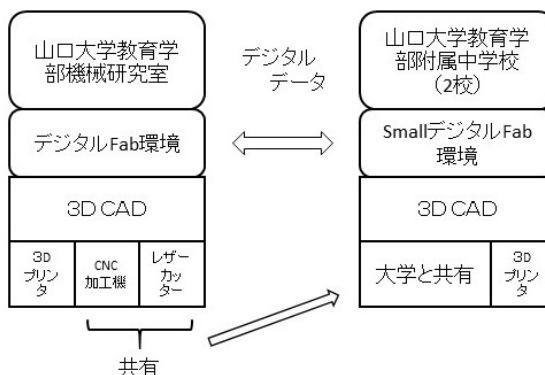 山口大学教育学
部機械研究室
デジタルFab環境
3D CAD
3D
プリン
タ
CNC
加工機
レザー
カッ
ター
共有
デジタル
データ
山口大学教育学
部附属中学校
（2校）
SmallデジタルFab
環境
3D CAD
大学と共有
3D
プリン
タ